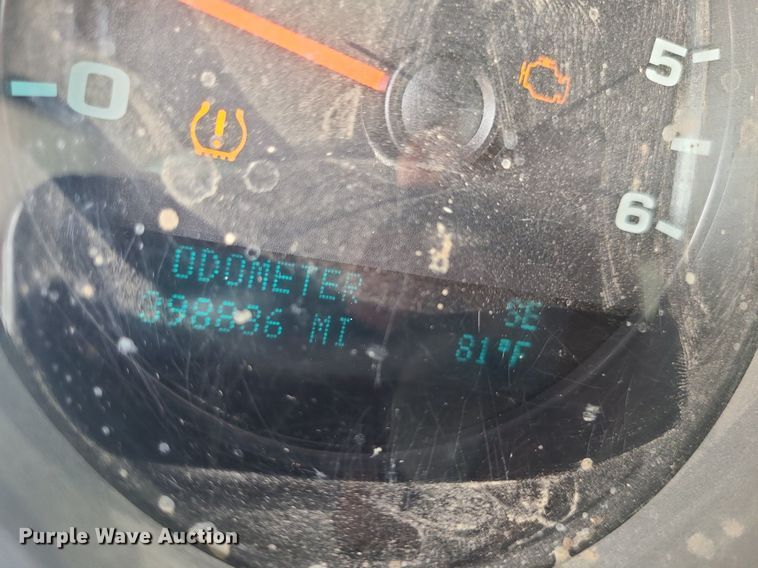 0
5
6
ODOMETER
SE
MI
81°F
Purple Wave Auction